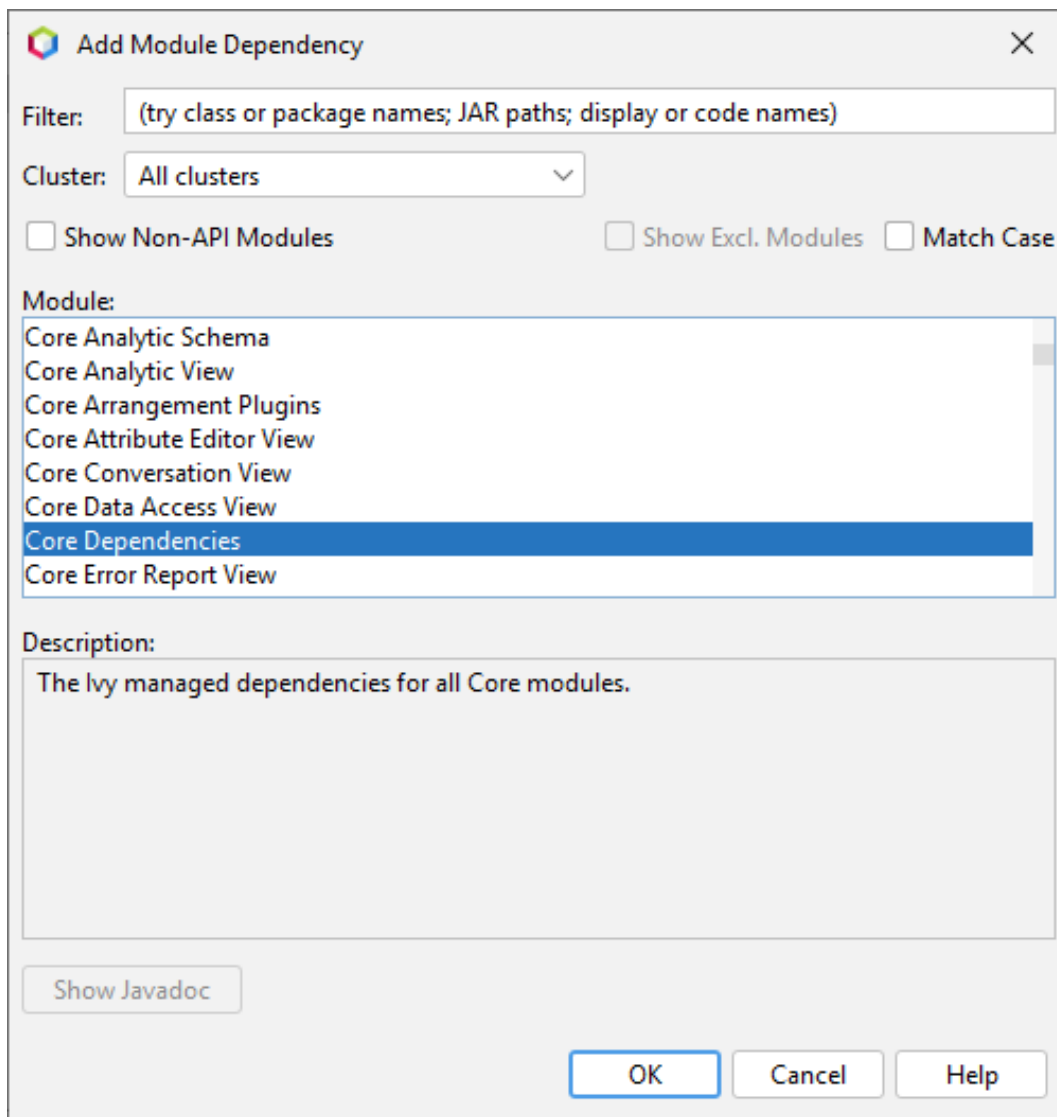 Add Module Dependency
Filter: (try class or package names; JAR paths; display or code names)
Cluster: All clusters
Show Non-API Modules Show Excl. Modules Match Case
Module:
Core Analytic Schema
Core Analytic View
Core Arrangement Plugins
Core Attribute Editor View
Core Conversation View
Core Data Access View
Core Dependencies
Core Error Report View
Description:
The Ivy managed dependencies for all Core modules.
Show Javadoc
OK Cancel Help